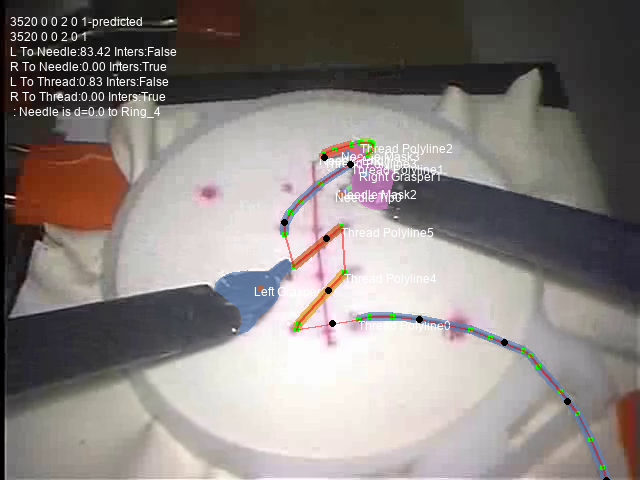 3520 0 0 2 0 1-predicted
3520 0 0 2 0 1
L To Needle:83.42 Inters:False
R To Needle:0.00 Inters:True
L To Thread:0.83 Inters:False
R To Thread:0.00 Inters:True
: Needle is d=0.0 to Ring_4
Thread Polyline2
Thread Polyline1
Right Grasper1
Needle Mask2
Needle Tip0
Thread Polyline5
Thread Polyline4
Left Grasper
Thread Polyline0